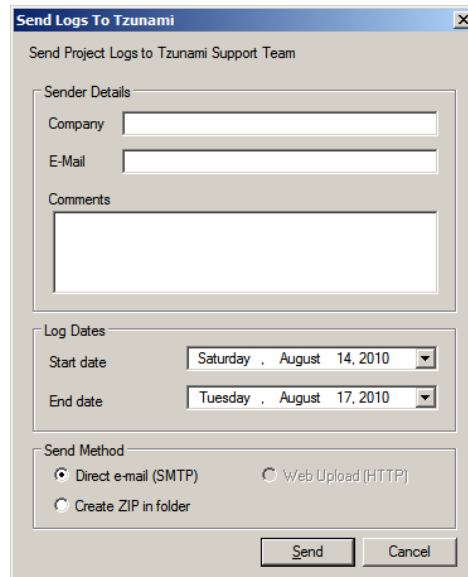 Send Logs To Tzunami
Send Project Logs to Tzunami Support Team
Sender Details
Company
E-Mail
Comments
Log Dates
Start date Saturday , August 14, 2010
End date Tuesday , August 17, 2010
Send Method
Direct e-mail (SMTP) Web Upload (HTTP)
Create ZIP in folder
Send Cancel